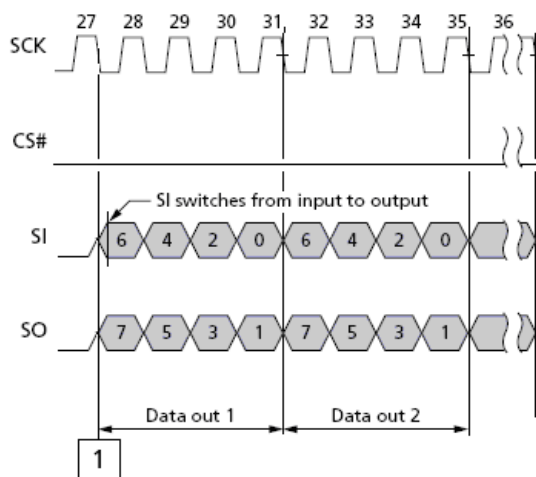 27 28 29 30 31 32 33 34 35 36
SCK
CS#
SI switches from input to output
SI 6 4 2 0 6 4 2 0
SO 7 5 3 1 7 5 3 1
Data out 1 Data out 2
1